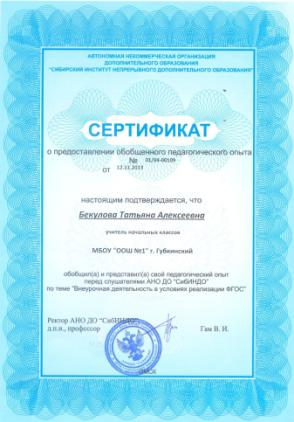 АВТОНОМНАЯ НЕКОММЕРЧЕСКАЯ ОРГАНИЗАЦИЯ
ДОПОЛНИТЕЛЬНОГО ОБРАЗОВАНИЯ
"СИБИРСКИЙ ИНСТИТУТ НЕПРЕРЫВНОГО ДОПОЛНИТЕЛЬНОГО ОБРАЗОВАНИЯ"
СЕРТИФИКАТ
о предоставлении обобщенного педагогического опыта
№ 01/04-00109
от 12.11.2013
настоящим подтверждается, что
Бекулова Татьяна Алексеевна
учитель начальных классов
МБОУ "ООШ №1" г. Губкинский
обобщил(а) и представил(а) свой педагогический опыт
перед слушателями АНО ДО "СибИНДО"
по теме "Внеурочная деятельность в условиях реализации ФГОС"
Ректор АНО ДО "СибИНДО"
д.п.н., профессор Гам В. И.